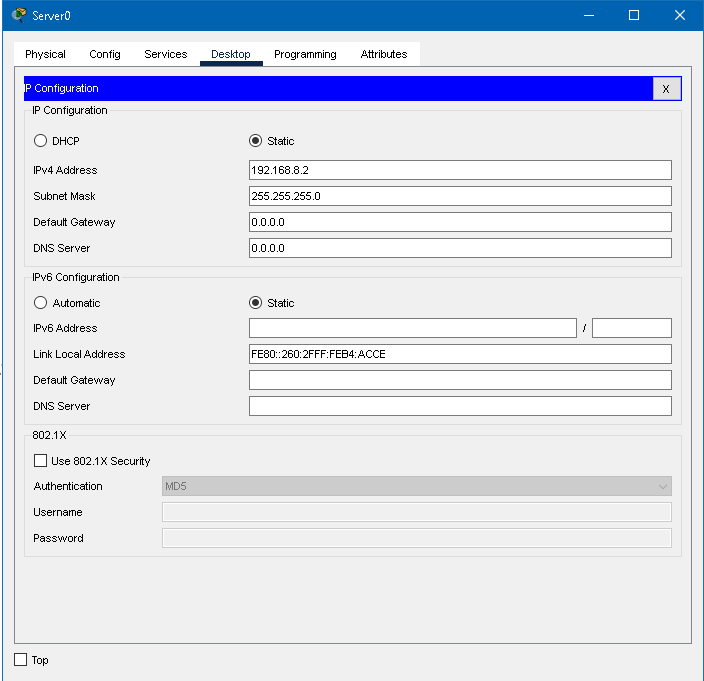 Server0
Physical Config Services Desktop Programming Attributes
IP Configuration X
IP Configuration
DHCP Static
IPv4 Address 192.168.8.2
Subnet Mask 255.255.255.0
Default Gateway 0.0.0.0
DNS Server 0.0.0.0
IPv6 Configuration
Automatic Static
IPv6 Address /
Link Local Address FE80::260:2FFF:FEB4:ACCE
Default Gateway
DNS Server
802.1X
Use 802.1X Security
Authentication MD5
Username
Password
Top